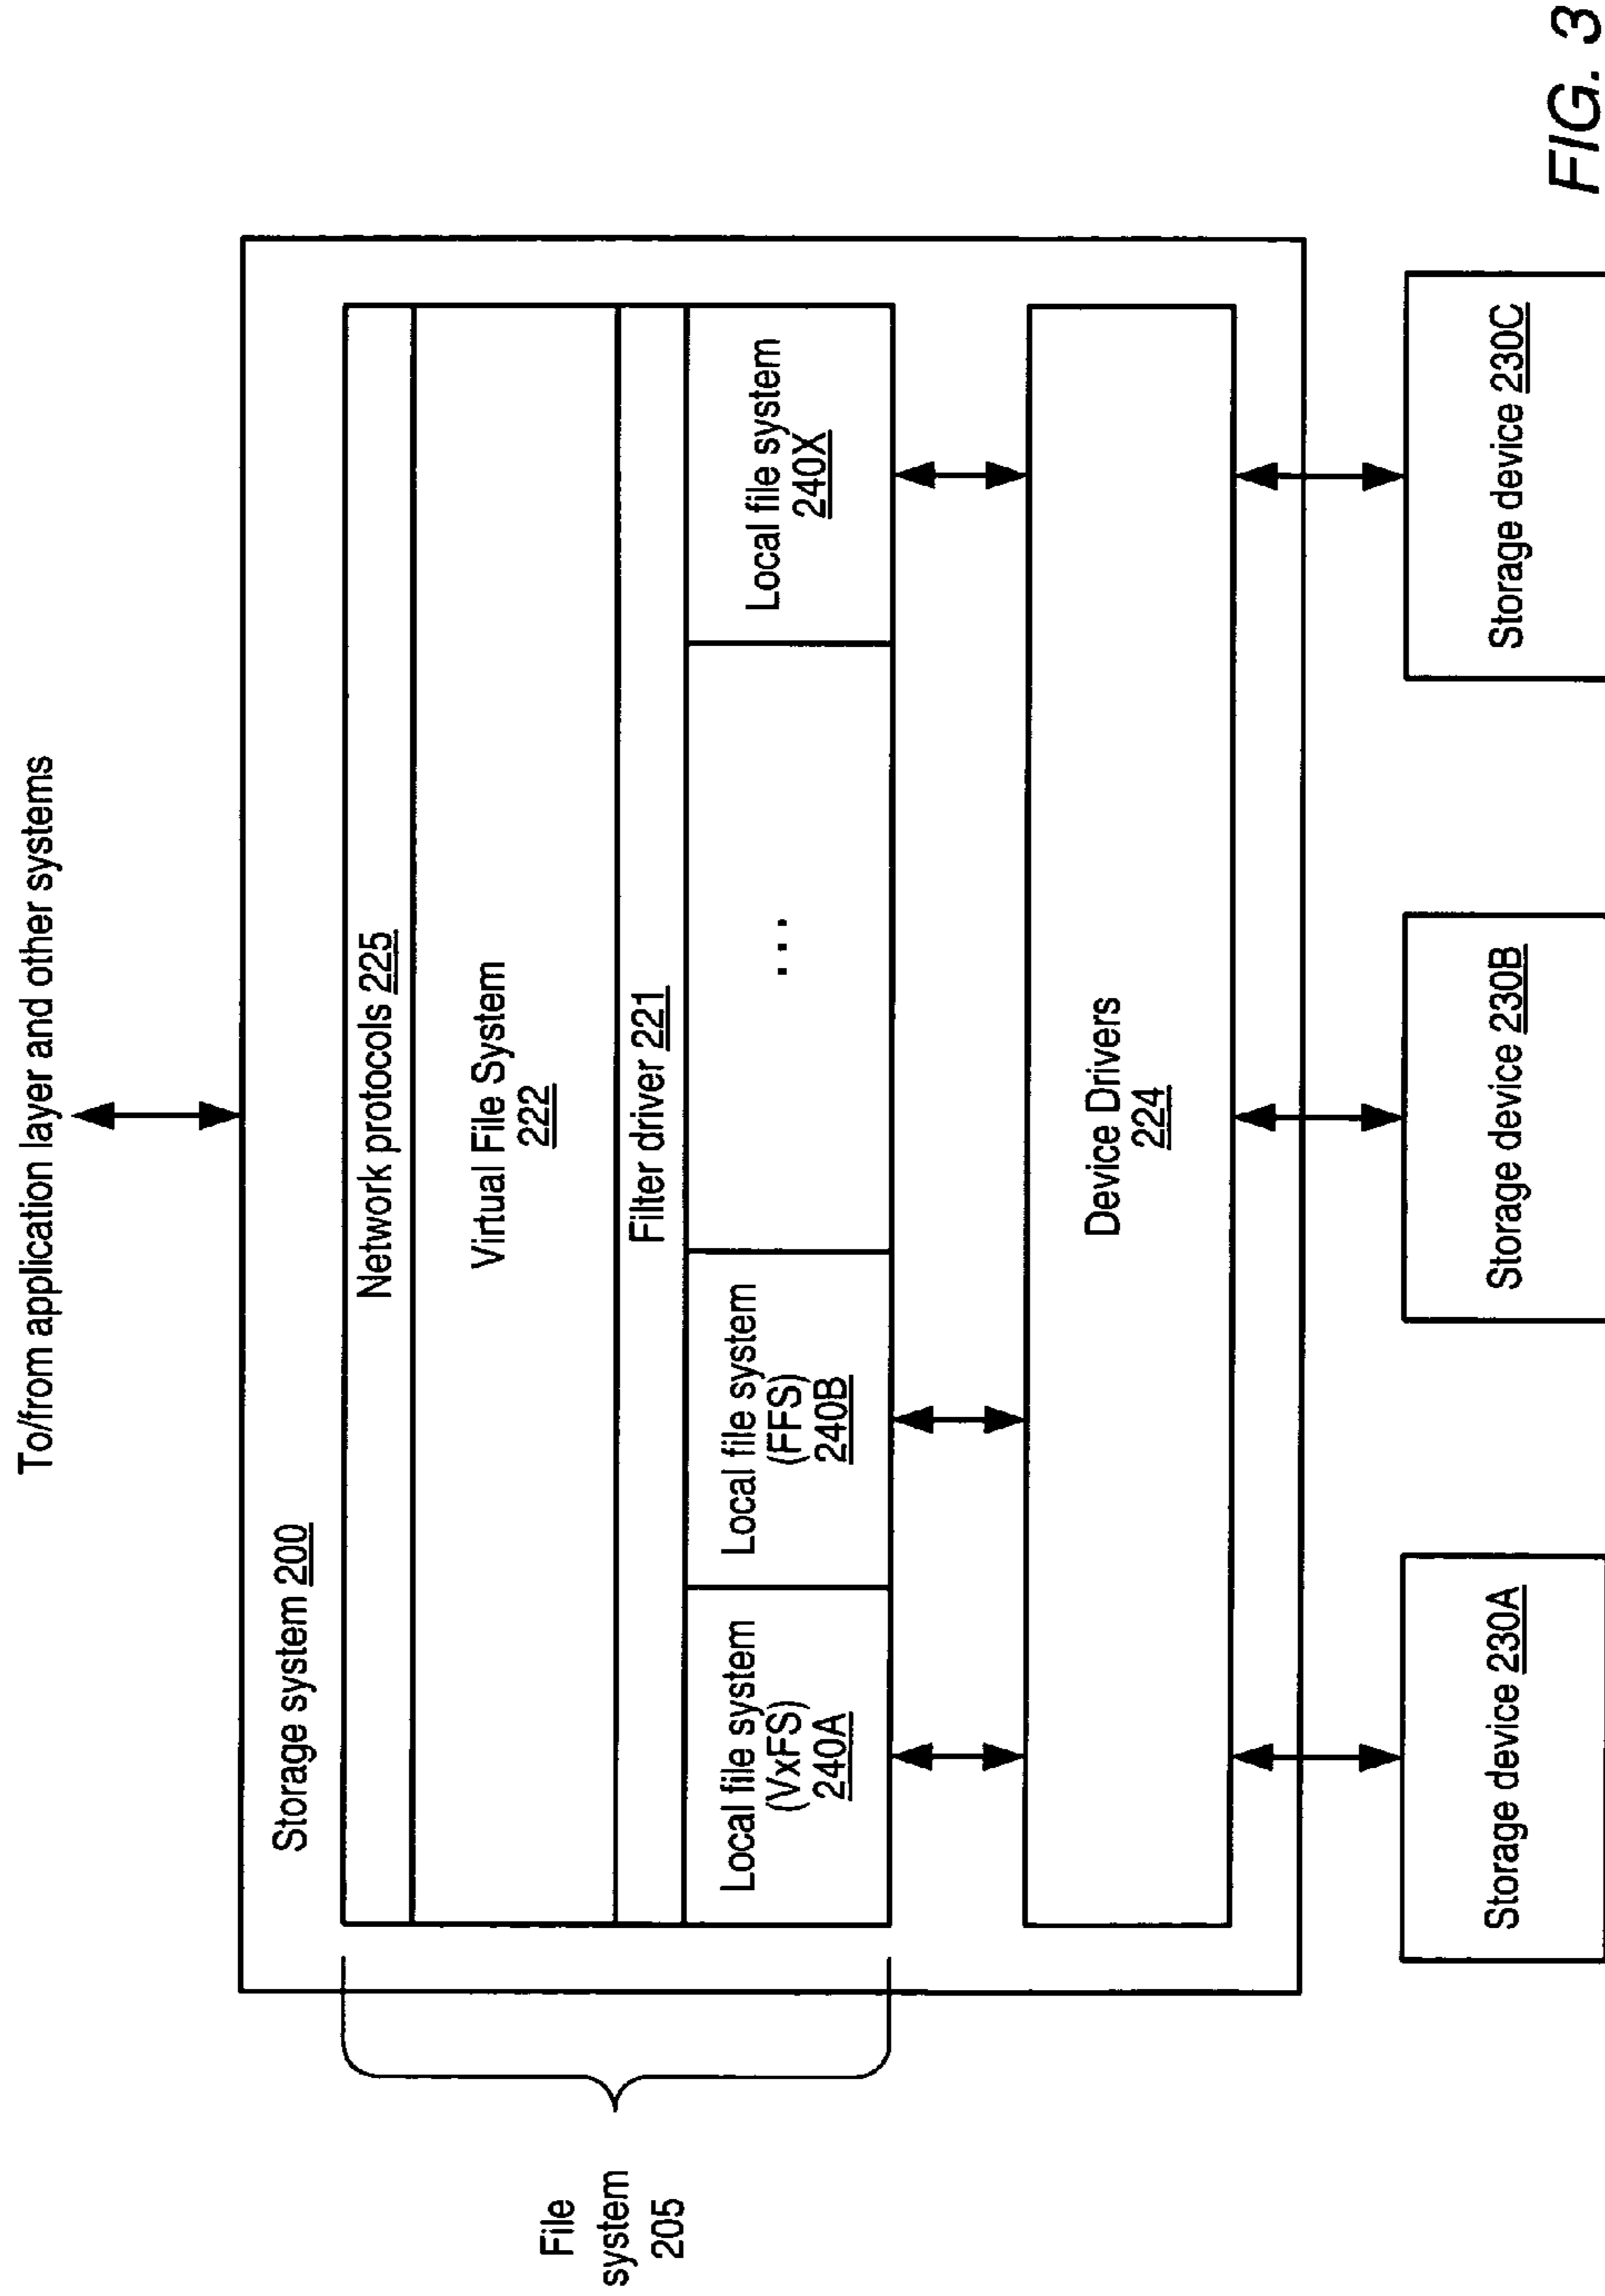 To/from application layer and other systems
Storage system 200
Network protocols 225
Virtual File System
222
Filter driver 221
Local file system
(VxFS)
240A
Local file system
(FFS)
240B
...
Local file system
240X
File
system
205
Device Drivers
224
Storage device 230A
Storage device 230B
Storage device 230C
FIG. 3